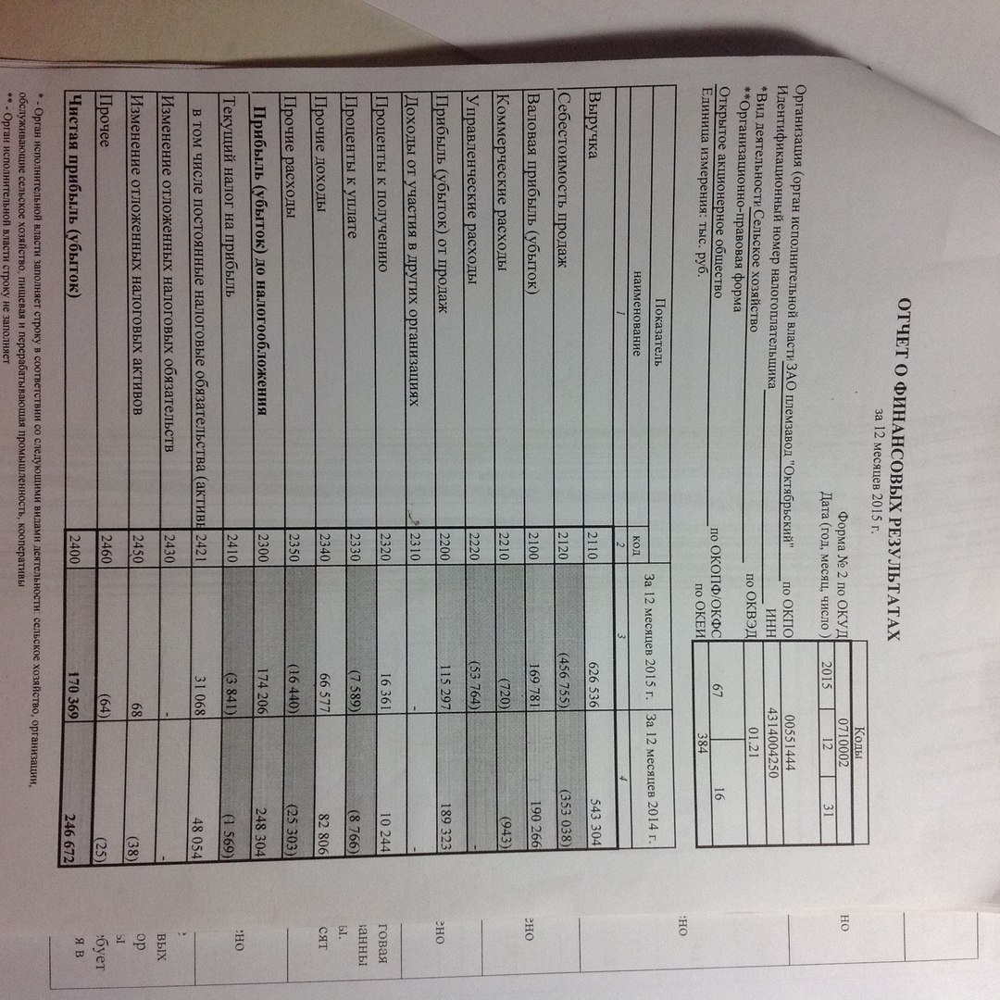 ОТЧЕТ О ФИНАНСОВЫХ РЕЗУЛЬТАТАХ
за 12 месяцев 2015 г.
Коды
Форма № 2 по ОКУД 0710002
Дата (год, месяц, число ) 2015 12 31
Организация (орган исполнительной власти ЗАО племзавод "Октябрьский" по ОКПО 00551444
Идентификационный номер налогоплательщика ИНН 4314004250
*Вид деятельности Сельское хозяйство по ОКВЭД 01.21
**Организационно-правовая форма
Открытое акционерное общество по ОКОПФ/ОКФС 67 16
Единица измерения: тыс. руб. по ОКЕИ 384
Показатель За 12 месяцев 2015 г. За 12 месяцев 2014 г.
наименование код
1 2 3 4
Выручка 2110 626 536 543 304
Себестоимость продаж 2120 (456 755) (353 038)
Валовая прибыль (убыток) 2100 169 781 190 266
Коммерческие расходы 2210 (720) (943)
Управленческие расходы 2220 (53 764) -
Прибыль (убыток) от продаж 2200 115 297 189 323
Доходы от участия в других организациях 2310 - -
Проценты к получению 2320 16 361 10 244
Проценты к уплате 2330 (7 589) (8 766)
Прочие доходы 2340 66 577 82 806
Прочие расходы 2350 (16 440) (25 303)
Прибыль (убыток) до налогообложения 2300 174 206 248 304
Текущий налог на прибыль 2410 (3 841) (1 569)
в том числе постоянные налоговые обязательства (активы 2421 31 068 48 054
Изменение отложенных налоговых обязательств 2430 - -
Изменение отложенных налоговых активов 2450 68 (38)
Прочее 2460 (64) (25)
Чистая прибыль (убыток) 2400 170 369 246 672
* - Орган исполнительной власти заполняет строку в соответствии со следующими видами деятельности: сельское хозяйство, организации,
обслуживающие сельское хозяйство, пищевая и перерабатывающая промышленность, кооперативы
** - Орган исполнительной власти строку не заполняет
но
но
ено
ено
говая
анны
ы.
сят
но
вых
ор
ы
бует
я в